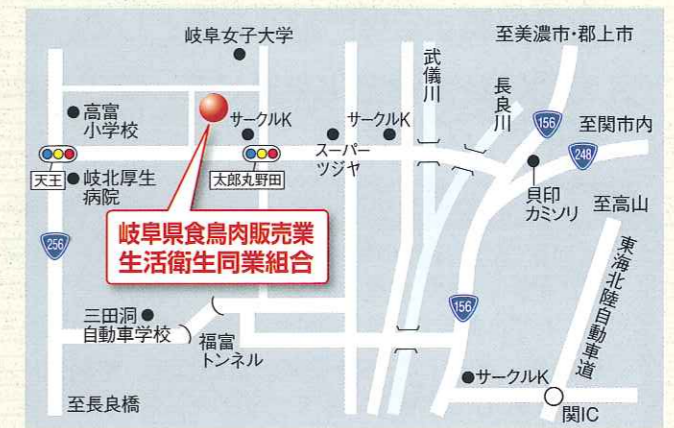 岐阜女子大学
至美濃市・郡上市
武儀川
長良川
高富
小学校
サークルK
サークルK
スーパー
ツジヤ
156
至関市内
248
天王
岐北厚生
病院
太郎丸野田
貝印
カミソリ
至高山
岐阜県食鳥肉販売業
生活衛生同業組合
256
東海北陸自動車道
三田洞
自動車学校
福富
トンネル
156
サークルK
至長良橋
関IC